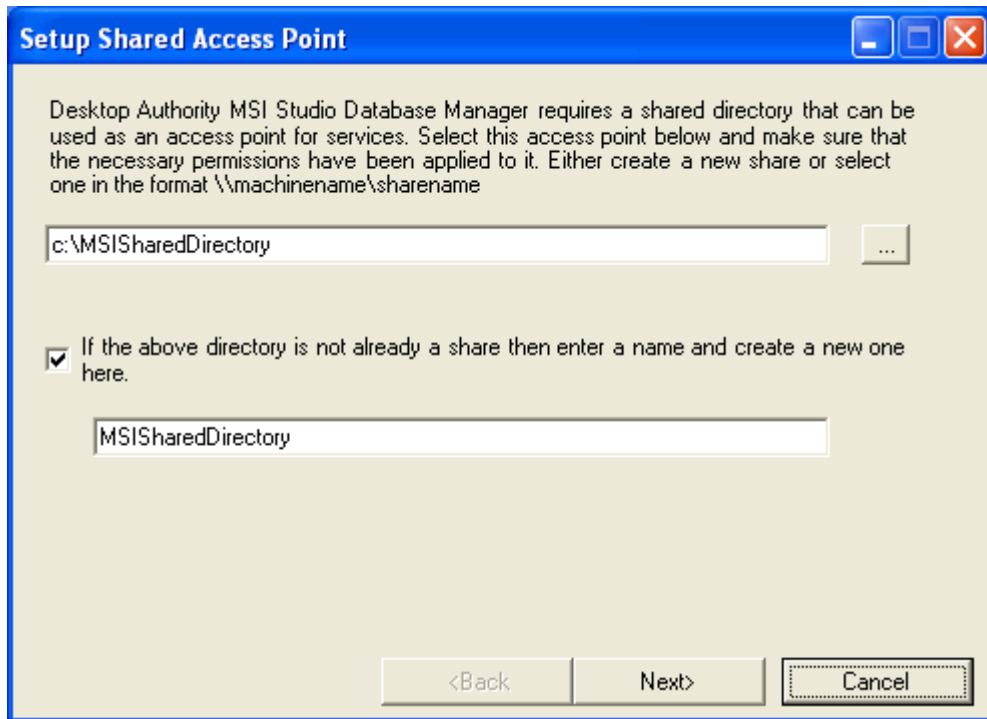 Setup Shared Access Point
Desktop Authority MSI Studio Database Manager requires a shared directory that can be
used as an access point for services. Select this access point below and make sure that
the necessary permissions have been applied to it. Either create a new share or select
one in the format \\machinename\sharename
c:\MSISharedDirectory
...
If the above directory is not already a share then enter a name and create a new one
here.
MSISharedDirectory
<Back
Next>
Cancel